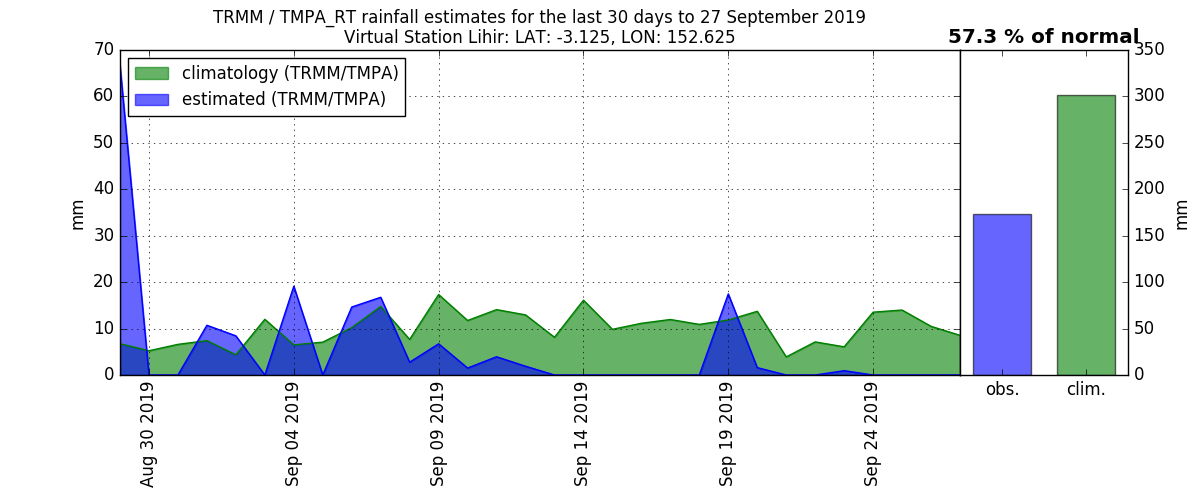 TRMM / TMPA_RT rainfall estimates for the last 30 days to 27 September 2019
Virtual Station Lihir: LAT: -3.125, LON: 152.625
57.3 % of normal
climatology (TRMM/TMPA)
estimated (TRMM/TMPA)
70
60
50
40
30
20
10
0
mm
Aug 30 2019
Sep 04 2019
Sep 09 2019
Sep 14 2019
Sep 19 2019
Sep 24 2019
obs.
clim.
350
300
250
200
150
100
50
0
mm